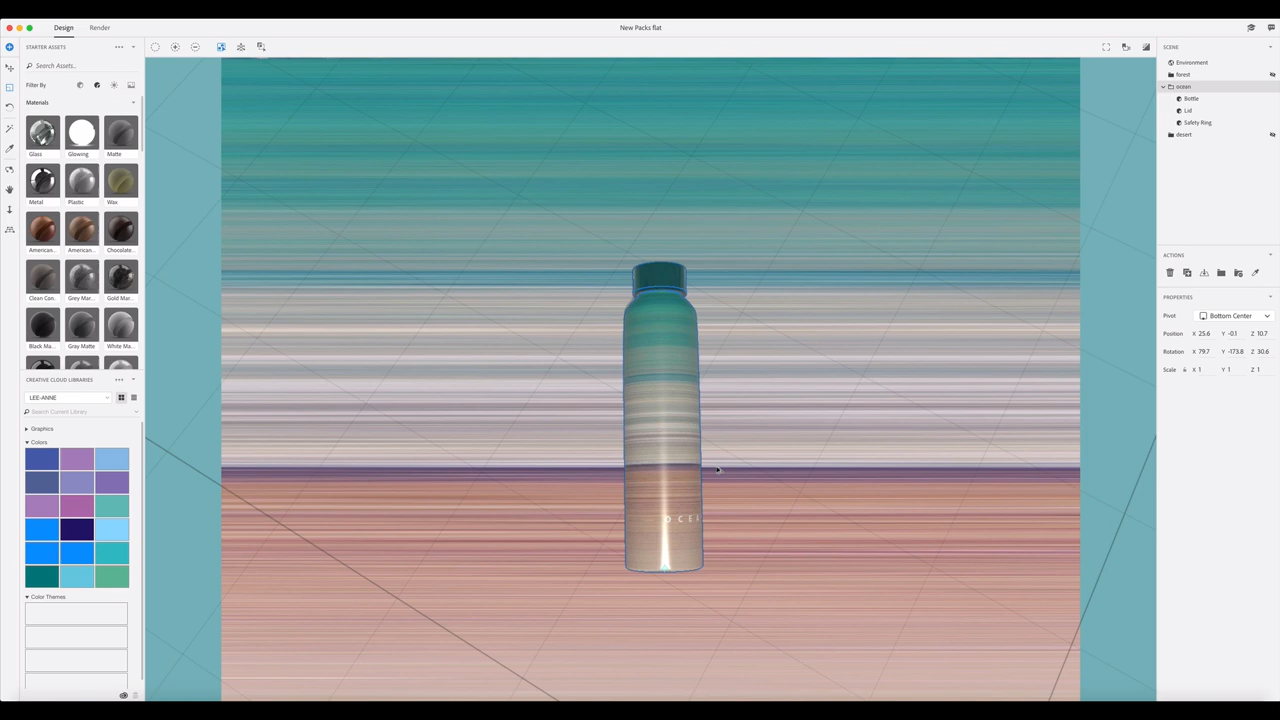 Design
Render
New Packs flat
STARTER ASSETS
Search Assets..
Filter By
Materials
Glass
Glowing
Matte
Metal
Plastic
Wax
American...
American...
Chocolate...
Clean Con...
Grey Mar...
Gold Mar...
Black Ma...
Gray Matte
White Ma...
CREATIVE CLOUD LIBRARIES
LEE-ANNE
Search Current Library
Graphics
Colors
Color Themes
OCEA
SCENE
Environment
forest
ocean
Bottle
Lid
Safety Ring
desert
ACTIONS
PROPERTIES
Pivot Bottom Center
Position X 25.6 Y -0.1 Z 10.7
Rotation X 79.7 Y -173.8 Z 30.6
Scale X 1 Y 1 Z 1